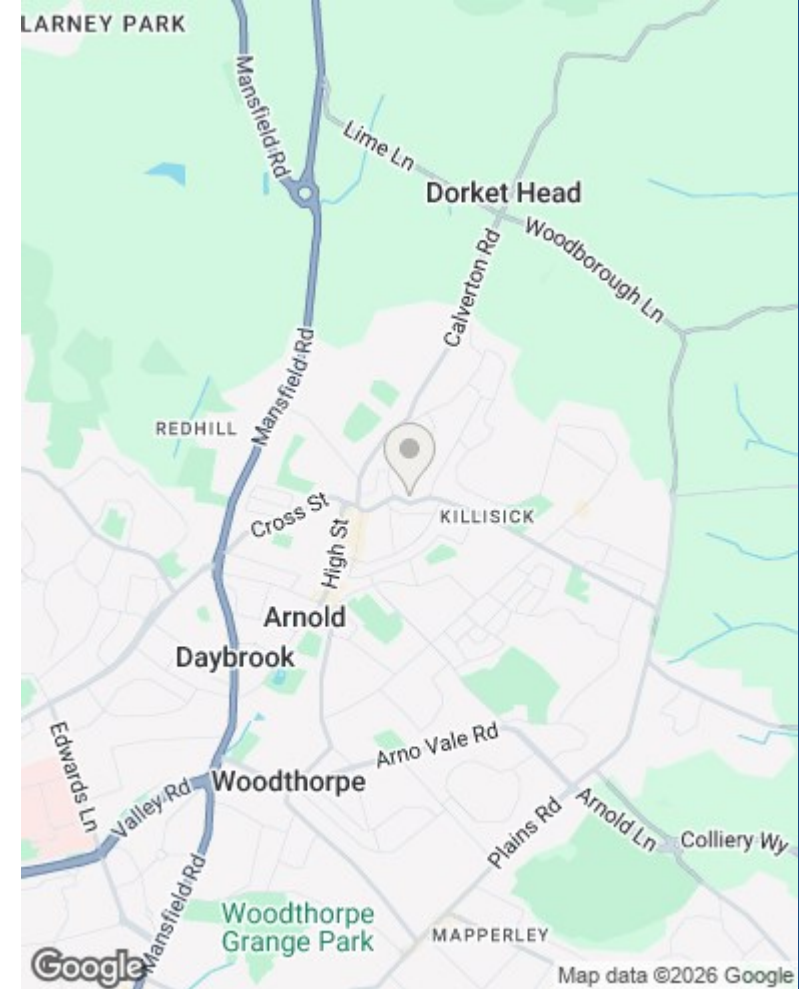 LARNEY PARK
Mansfield Rd
Lime Ln
Dorket Head
Woodborough Ln
Calverton Rd
Mansfield Rd
REDHILL
Cross St
High St
KILLISICK
Arnold
Daybrook
Edwards Ln
Valley Rd
Woodthorpe
Arno Vale Rd
Plains Rd
Arnold Ln
Colliery Wy
Mansfield Rd
Woodthorpe
Grange Park
MAPPERLEY
Google
Map data ©2026 Google